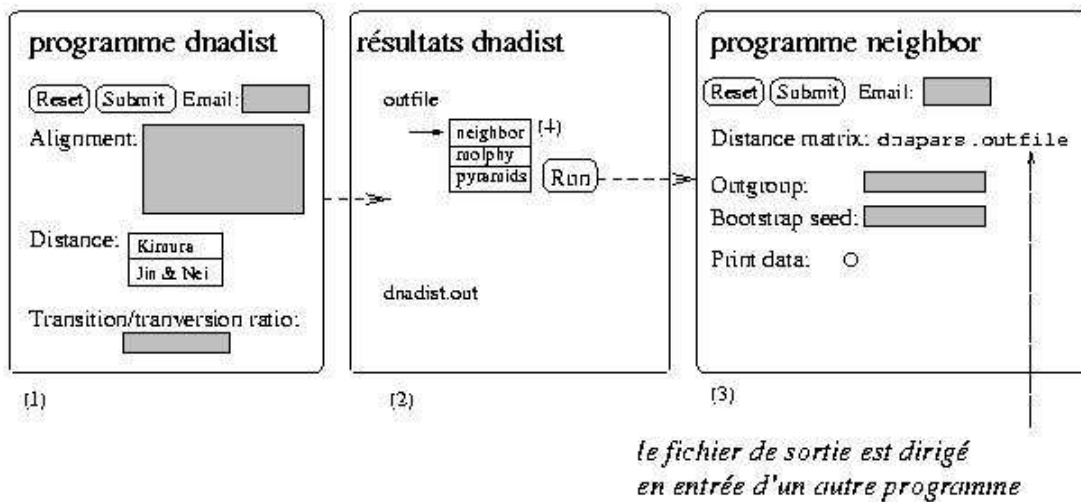 programme dnadist
Reset Submit Email:
Alignment:
Distance:
Kimura
Jin & Nei
Transition/tranversion ratio:
(1)
résultats dnadist
outfile
neighbor (4)
molphy
pyramids Run
dnadist.out
(2)
programme neighbor
Reset Submit Email:
Distance matrix: dnapars.outfile
Outgroup:
Bootstrap seed:
Print data:
(3)
le fichier de sortie est dirigé
en entrée d'un autre programme